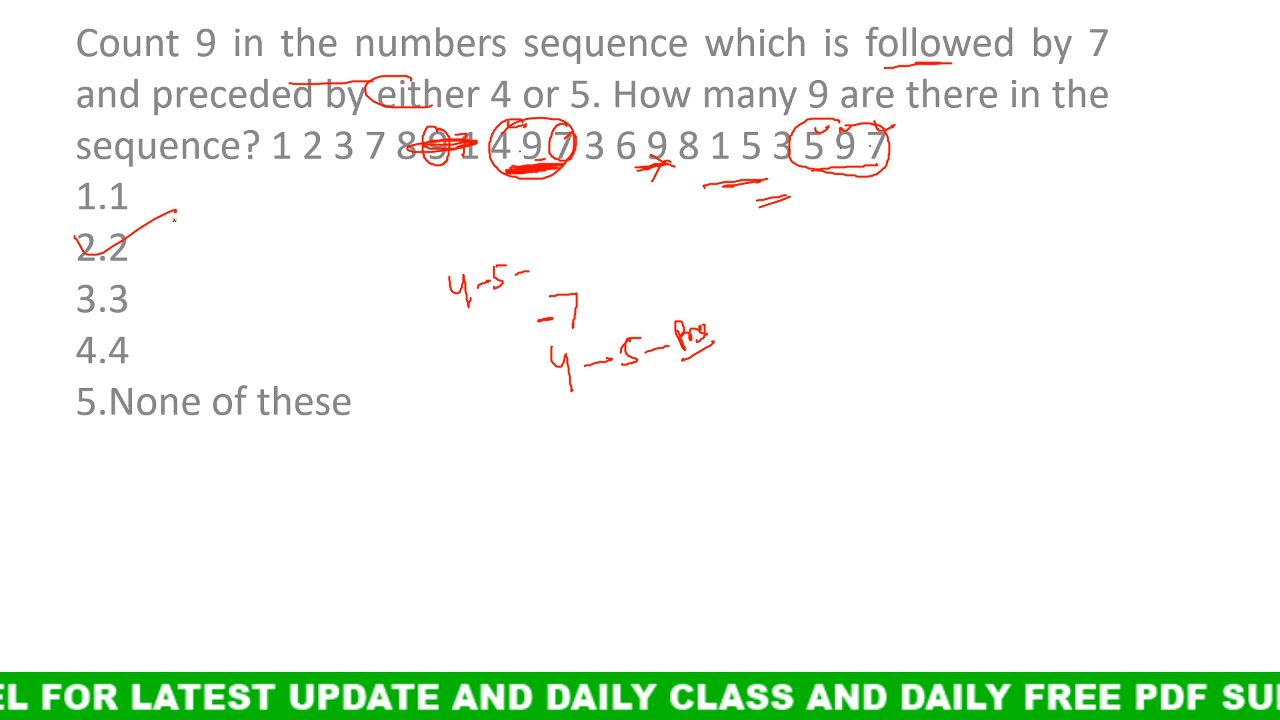 Count 9 in the numbers sequence which is followed by 7
and preceded by either 4 or 5. How many 9 are there in the
sequence? 1 2 3 7 8 9 1 4 9 7 3 6 9 8 1 5 3 5 9 7
1.1
2.2
3.3
4.4
5.None of these
4-5-
-7
4-5-
EL FOR LATEST UPDATE AND DAILY CLASS AND DAILY FREE PDF SU